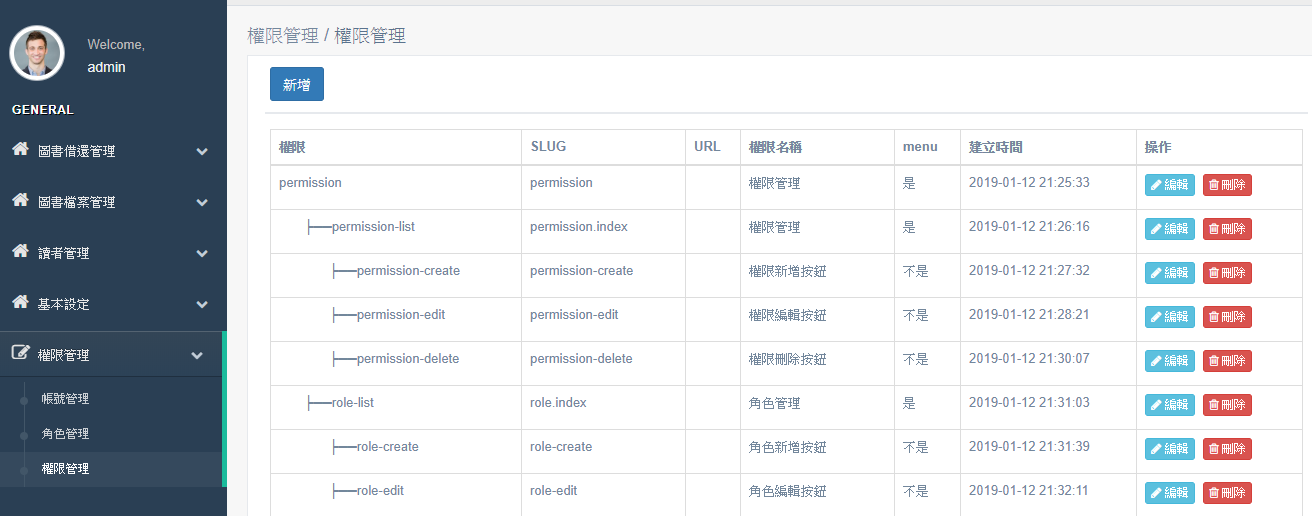 Welcome,
admin
GENERAL
圖書借還管理
圖書檔案管理
讀者管理
基本設定
權限管理
帳號管理
角色管理
權限管理
權限管理 / 權限管理
新增
權限 SLUG URL 權限名稱 menu 建立時間 操作
permission permission 權限管理 是 2019-01-12 21:25:33 編輯 刪除
├──permission-list permission.index 權限管理 是 2019-01-12 21:26:16 編輯 刪除
├──permission-create permission-create 權限新增按鈕 不是 2019-01-12 21:27:32 編輯 刪除
├──permission-edit permission-edit 權限編輯按鈕 不是 2019-01-12 21:28:21 編輯 刪除
├──permission-delete permission-delete 權限刪除按鈕 不是 2019-01-12 21:30:07 編輯 刪除
├──role-list role.index 角色管理 是 2019-01-12 21:31:03 編輯 刪除
├──role-create role-create 角色新增按鈕 不是 2019-01-12 21:31:39 編輯 刪除
├──role-edit role-edit 角色編輯按鈕 不是 2019-01-12 21:32:11 編輯 刪除